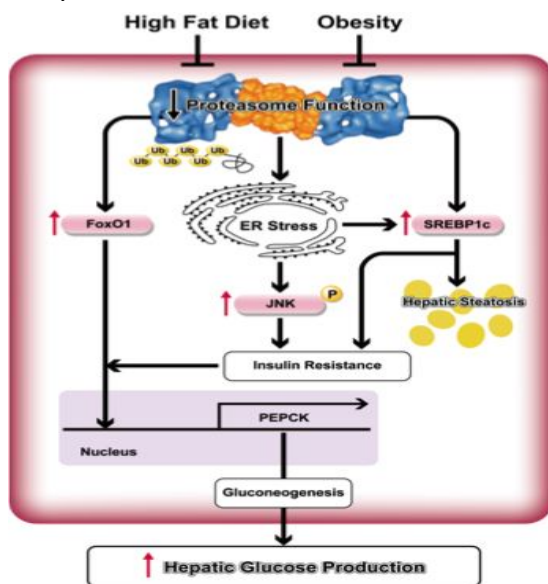 High Fat Diet Obesity
Proteasome Function
Ub Ub Ub
Ub Ub Ub
FoxO1
ER Stress
SREBP1c
JNK P
Hepatic Steatosis
Insulin Resistance
PEPCK
Nucleus
Gluconeogenesis
Hepatic Glucose Production